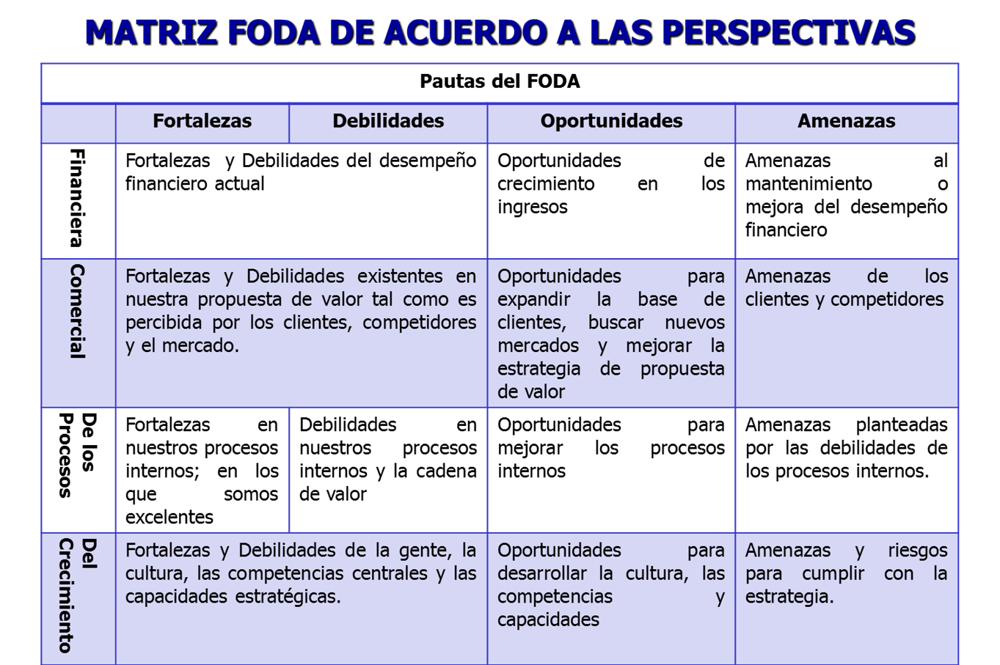 MATRIZ FODA DE ACUERDO A LAS PERSPECTIVAS
Pautas del FODA
Fortalezas
Debilidades
Oportunidades
Amenazas
Financiera
Fortalezas y Debilidades del desempeño
financiero actual
Oportunidades de
crecimiento en los
ingresos
Amenazas al
mantenimiento o
mejora del desempeño
financiero
Comercial
Fortalezas y Debilidades existentes en
nuestra propuesta de valor tal como es
percibida por los clientes, competidores
y el mercado.
Oportunidades para
expandir la base de
clientes, buscar nuevos
mercados y mejorar la
estrategia de propuesta
de valor
Amenazas de los
clientes y competidores
De los
Procesos
Fortalezas en
nuestros procesos
internos; en los
que somos
excelentes
Debilidades en
nuestros procesos
internos y la cadena
de valor
Oportunidades para
mejorar los procesos
internos
Amenazas planteadas
por las debilidades de
los procesos internos.
Del
Crecimiento
Fortalezas y Debilidades de la gente, la
cultura, las competencias centrales y las
capacidades estratégicas.
Oportunidades para
desarrollar la cultura, las
competencias y
capacidades
Amenazas y riesgos
para cumplir con la
estrategia.